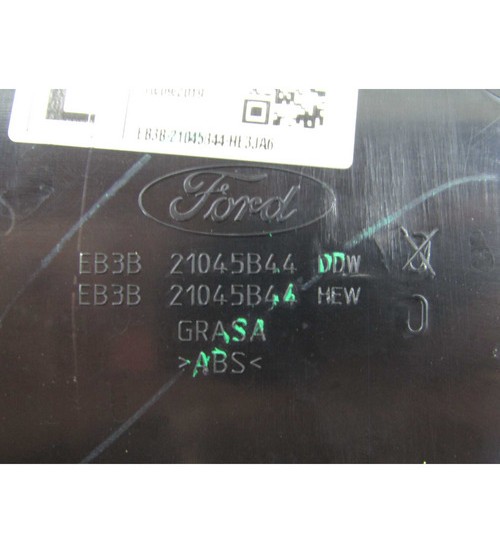 L
EB3B-21045344-HE3JA6
Ford
EB3B 21045B44 DDW
EB3B 21045B44 HEW
GRASA
>ABS<